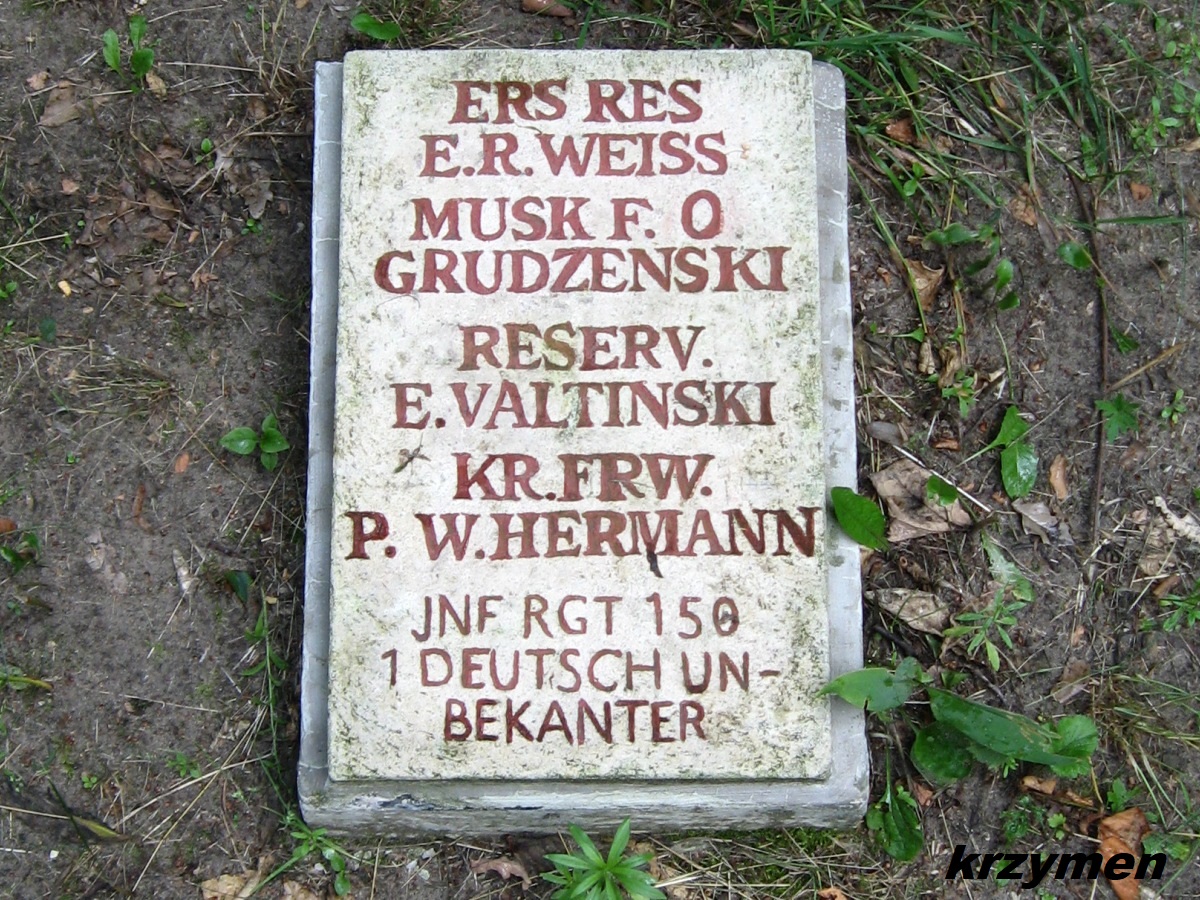 ERS RES
E.R.WEISS
MUSK F. O
GRUDZENSKI
RESERV.
E.VALTINSKI
KR.FRW.
P. W.HERMANN
JNF RGT 150
1 DEUTSCH UN-
BEKANTER
krzymen